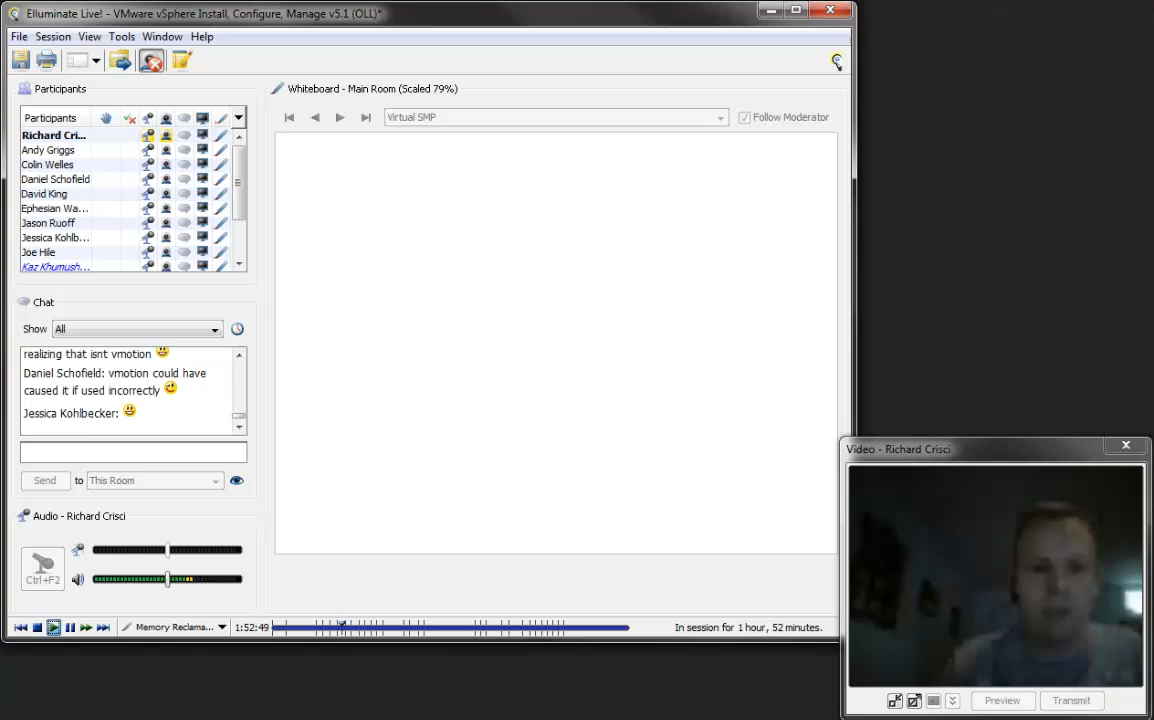 Elluminate Live! - VMware vSphere Install, Configure, Manage v5.1 (OLL)*
File Session View Tools Window Help
Participants
Participants
Richard Cri...
Andy Griggs
Colin Welles
Daniel Schofield
David King
Ephesian Wa...
Jason Ruoff
Jessica Kohlb...
Joe Hile
Kaz Khumush...
Chat
Show All
realizing that isnt vmotion
Daniel Schofield: vmotion could have
caused it if used incorrectly
Jessica Kohlbecker:
Send to This Room
Audio - Richard Crisci
Ctrl+F2
Whiteboard - Main Room (Scaled 79%)
Virtual SMP
Follow Moderator
Memory Reclama...
1:52:49
In session for 1 hour, 52 minutes.
Video - Richard Crisci
Preview
Transmit